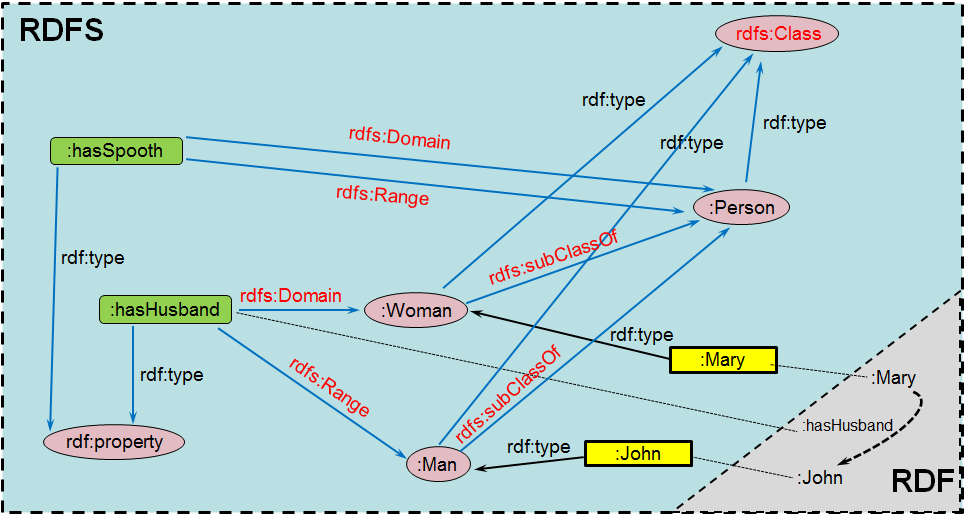 RDFS
rdfs:Class
rdf:type
rdf:type
rdf:type
rdfs:Domain
:hasSpooth
rdfs:Range
:Person
rdf:type
rdfs:subClassOf
:hasHusband
rdfs:Domain
:Woman
rdf:type
:Mary
:Mary
rdf:type
rdfs:Range
rdfs:subClassOf
:hasHusband
rdf:property
:Man
rdf:type
:John
:John
RDF